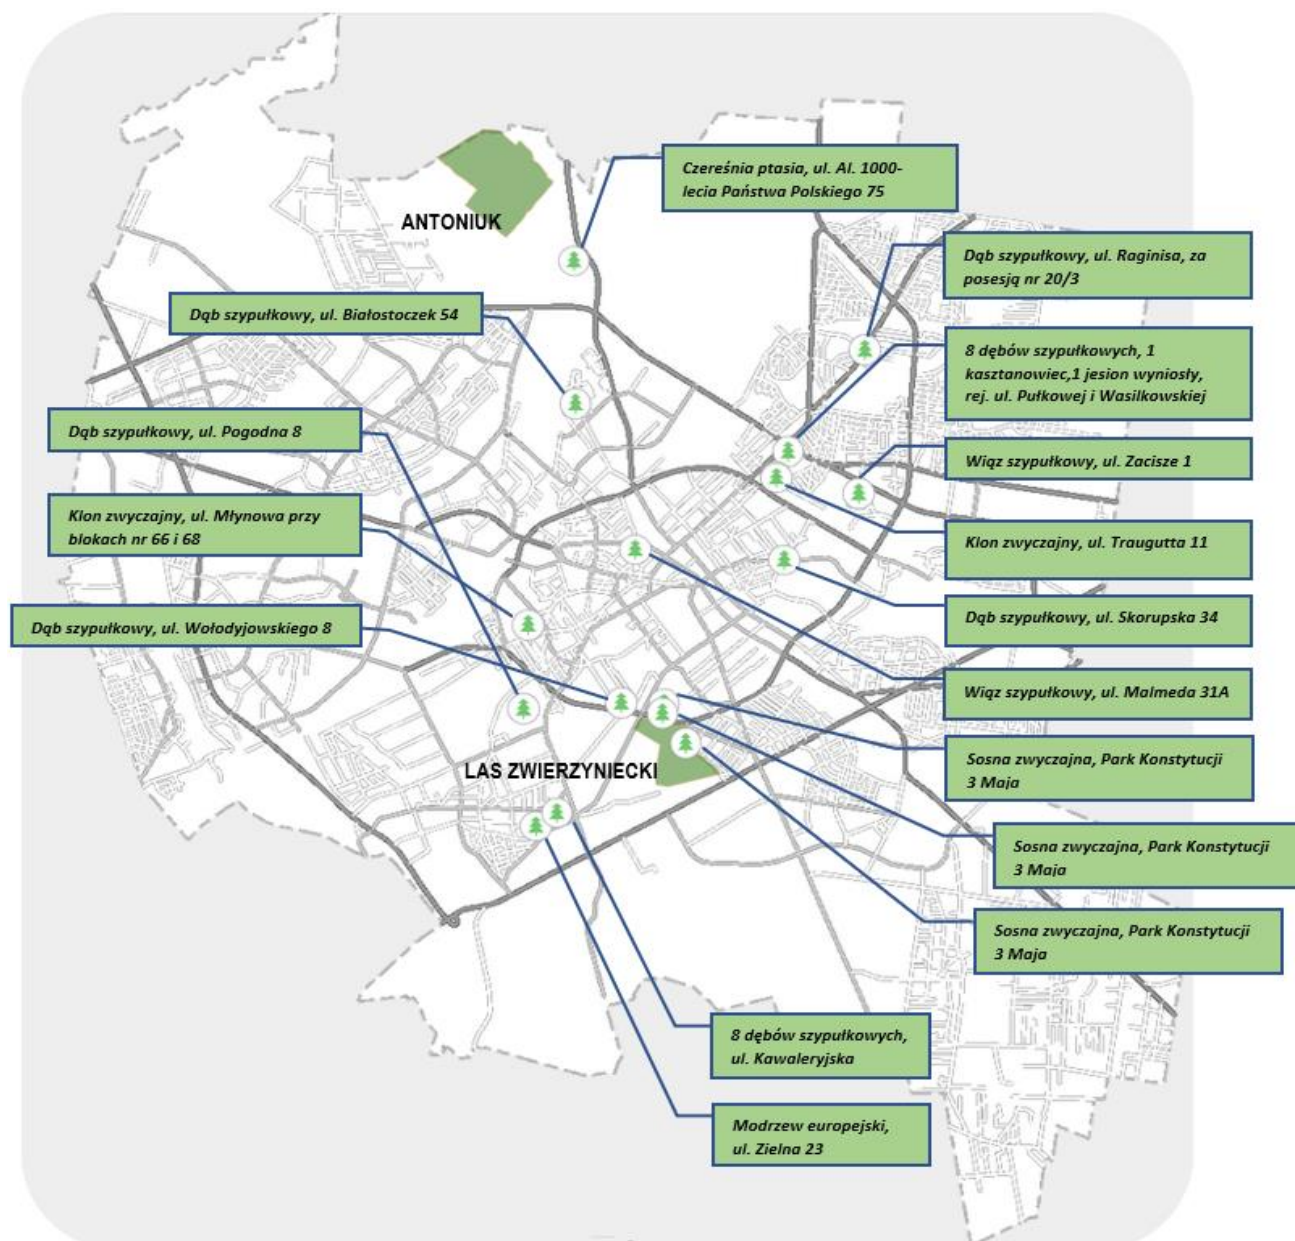 Czereśnia ptasia, ul. Al. 1000-
lecia Państwa Polskiego 75
ANTONIUK
Dąb szypułkowy, ul. Raginisa, za
posesją nr 20/3
Dąb szypułkowy, ul. Białostoczek 54
8 dębów szypułkowych, 1
kasztanowiec,1 jesion wyniosły,
rej. ul. Pułkowej i Wasilkowskiej
Dąb szypułkowy, ul. Pogodna 8
Wiąz szypułkowy, ul. Zacisze 1
Klon zwyczajny, ul. Młynowa przy
blokach nr 66 i 68
Klon zwyczajny, ul. Traugutta 11
Dąb szypułkowy, ul. Skorupska 34
Dąb szypułkowy, ul. Wołodyjowskiego 8
Wiąz szypułkowy, ul. Malmeda 31A
Sosna zwyczajna, Park Konstytucji
3 Maja
LAS ZWIERZYNIECKI
Sosna zwyczajna, Park Konstytucji
3 Maja
Sosna zwyczajna, Park Konstytucji
3 Maja
8 dębów szypułkowych,
ul. Kawaleryjska
Modrzew europejski,
ul. Zielna 23